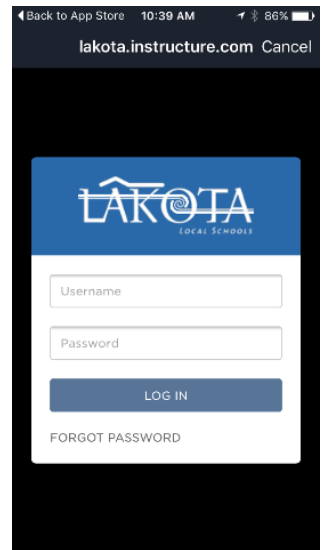 Back to App Store 10:39 AM 86%
lakota.instructure.com Cancel
LAKOTA
LOCAL SCHOOLS
Username
Password
LOG IN
FORGOT PASSWORD